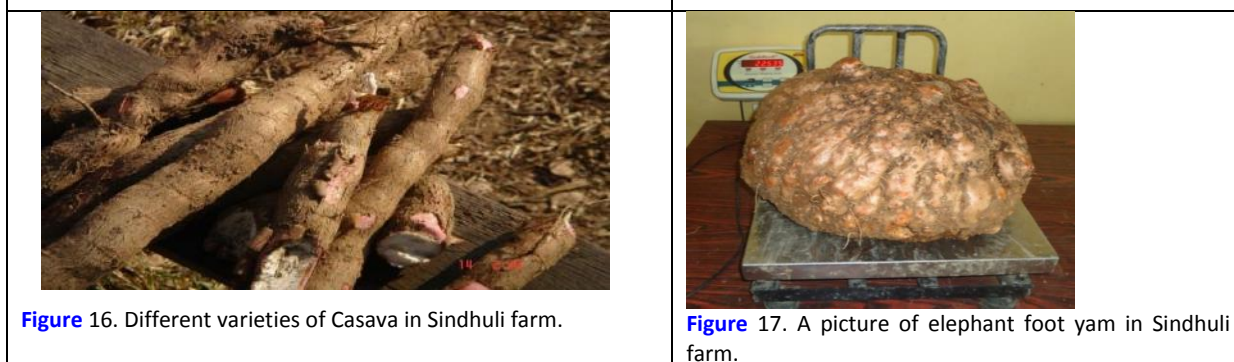 Figure 16. Different varieties of Casava in Sindhuli farm.
Figure 17. A picture of elephant foot yam in Sindhuli
farm.